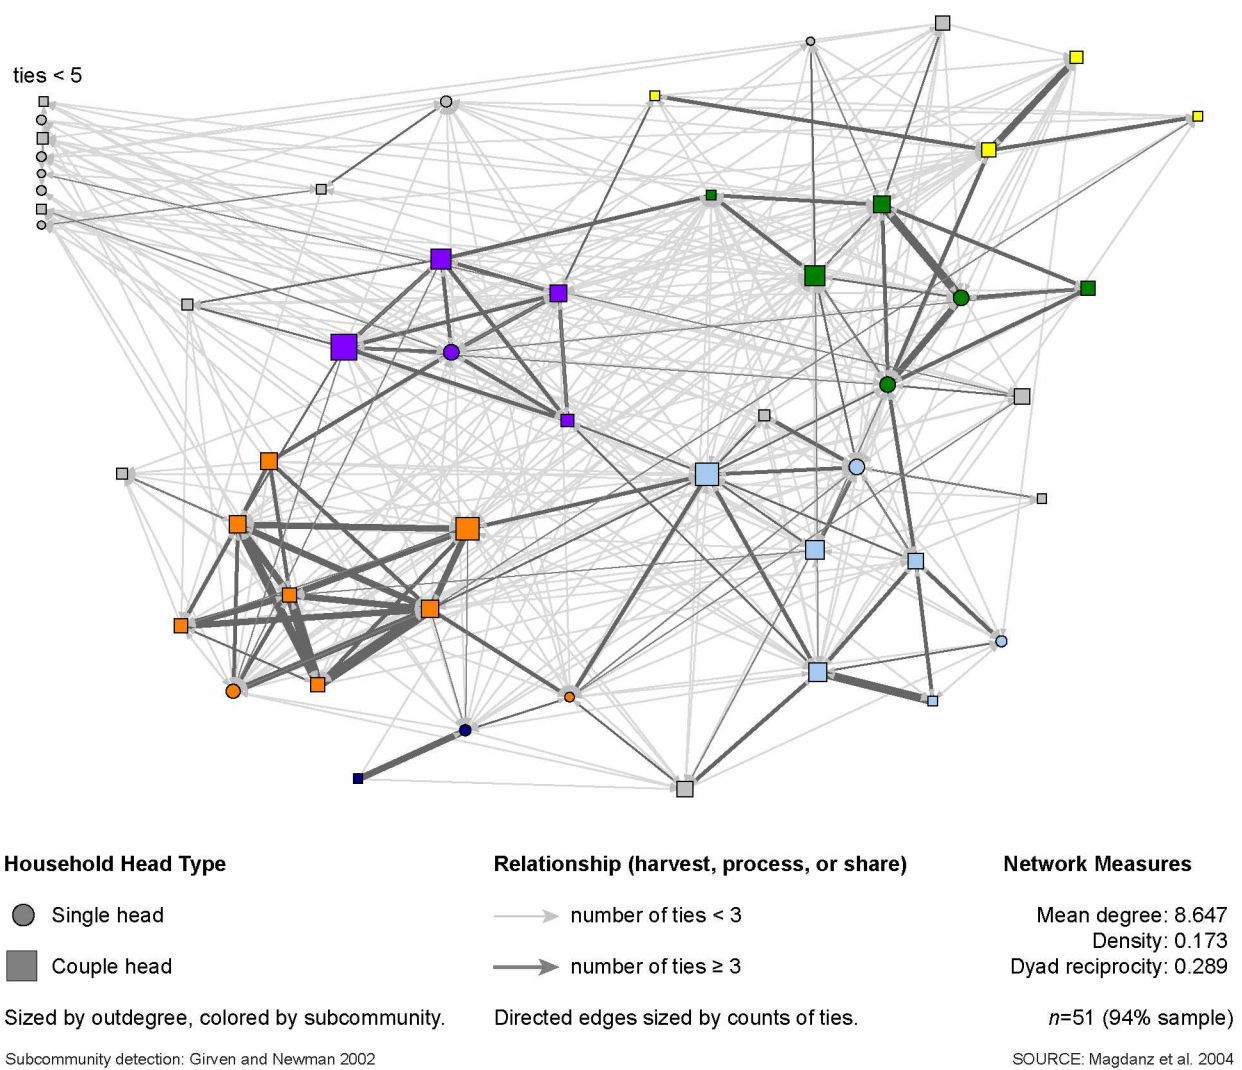 ties < 5
Household Head Type
Single head
Couple head
Sized by outdegree, colored by subcommunity.
Subcommunity detection: Girven and Newman 2002
Relationship (harvest, process, or share)
number of ties < 3
number of ties ≥ 3
Directed edges sized by counts of ties.
Network Measures
Mean degree: 8.647
Density: 0.173
Dyad reciprocity: 0.289
n=51 (94% sample)
SOURCE: Magdanz et al. 2004